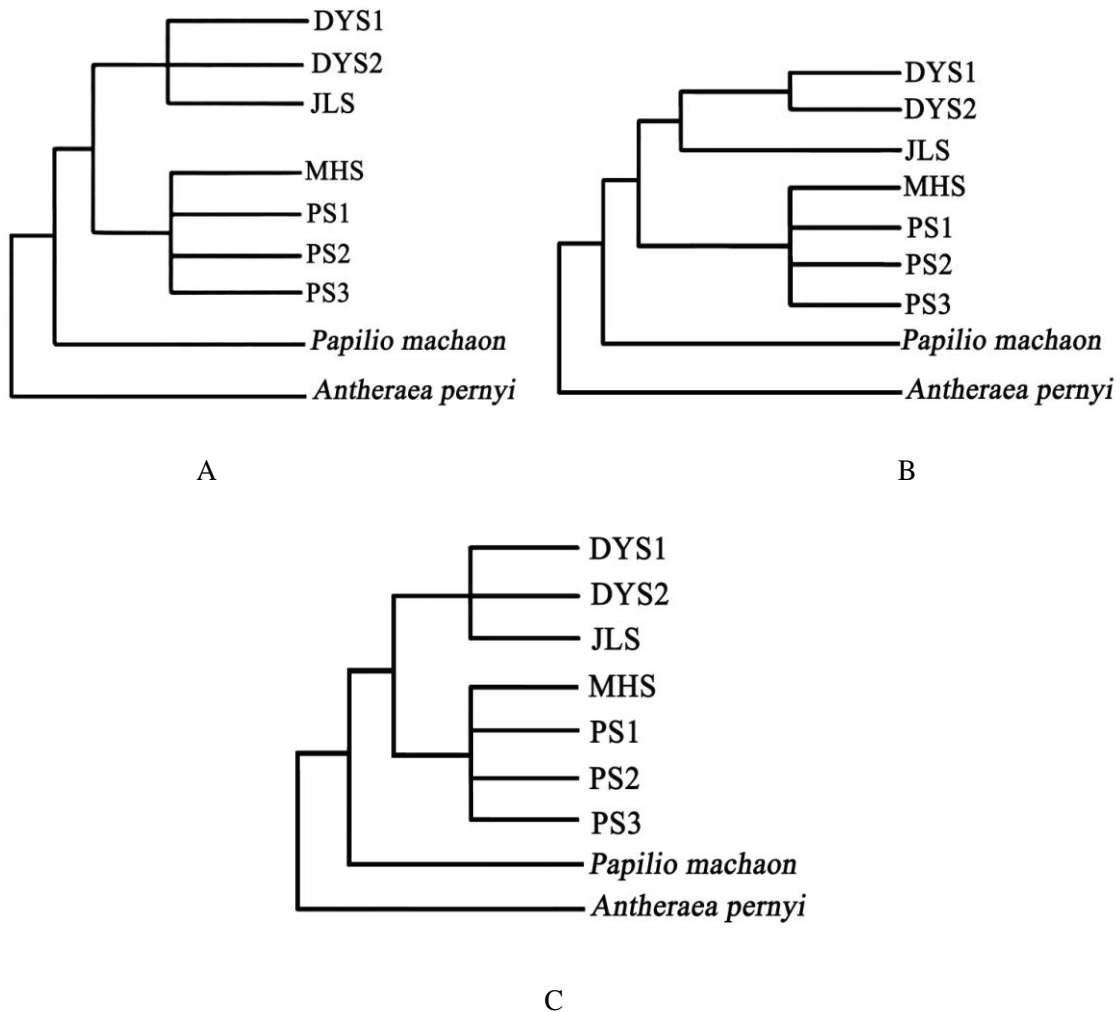 DYS1
DYS2
JLS
MHS
PS1
PS2
PS3
Papilio machaon
Antheraea pernyi
A
DYS1
DYS2
JLS
MHS
PS1
PS2
PS3
Papilio machaon
Antheraea pernyi
B
DYS1
DYS2
JLS
MHS
PS1
PS2
PS3
Papilio machaon
Antheraea pernyi
C